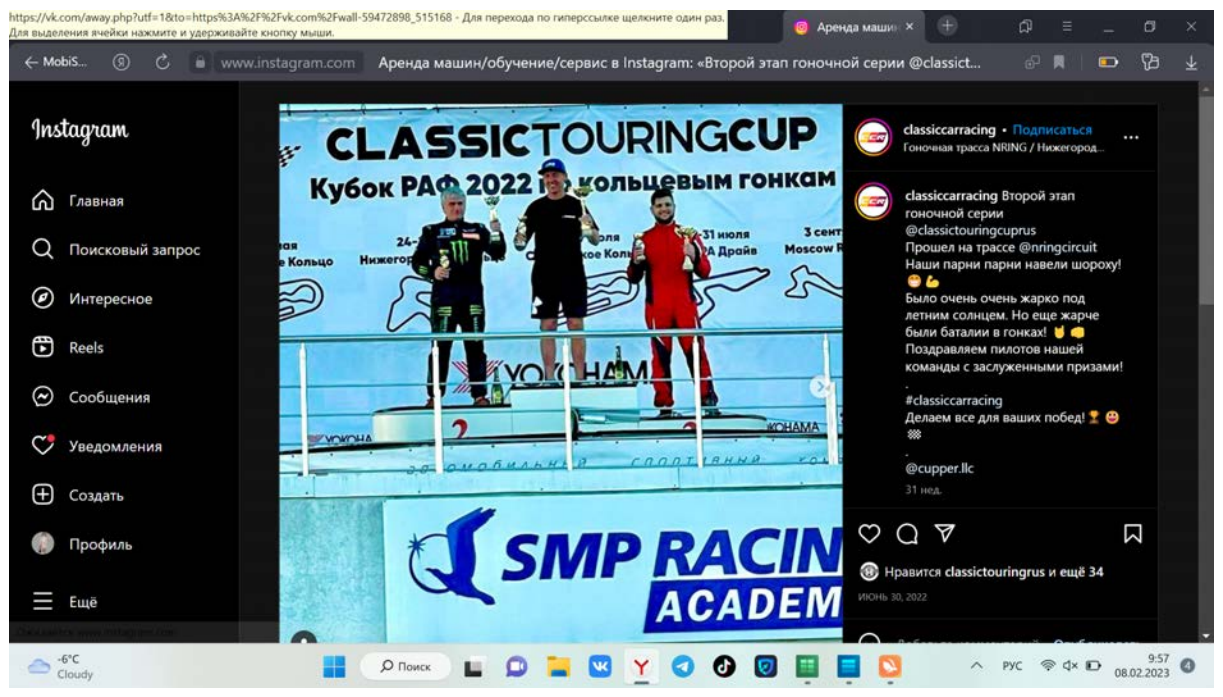 https://vk.com/away.php?utf=1&to=https%3A%2F%2Fvk.com%2Fwall-59472898_515168 - Для перехода по гиперссылке щелкните один раз.
Для выделения ячейки нажмите и удерживайте кнопку мыши.
Аренда машин
MobiS...
www.instagram.com
Аренда машин/обучение/сервис в Instagram: «Второй этап гоночной серии @classict...
Instagram
Главная
Поисковый запрос
Интересное
Reels
Сообщения
Уведомления
Создать
Профиль
Ещё
CLASSICTOURINGCUP
Кубок РАФ 2022 по кольцевым гонкам
31 июля
3 сент
Кольцо
Moscow R
YOKOHAMA
YOKOHA
2
KOHAMA
SMP RACIN
ACADEM
classiccarracing • Подписаться
Гоночная трасса NRING / Нижегород...
classiccarracing Второй этап
гоночной серии
@classictouringcuprus
Прошел на трассе @nringcircuit
Наши парни парни навели шороху!
😁💪
Было очень очень жарко под
летним солнцем. Но еще жарче
были баталии в гонках! 🤘👊
Поздравляем пилотов нашей
команды с заслуженными призами!
.
#classiccarracing
Делаем все для ваших побед! 🏆 😃
🏁
.
@cupper.llc
31 нед.
Нравится classictouringrus и ещё 34
ИЮНЬ 30, 2022
-6°C
Cloudy
Поиск
РУС
9:57
08.02.2023
4